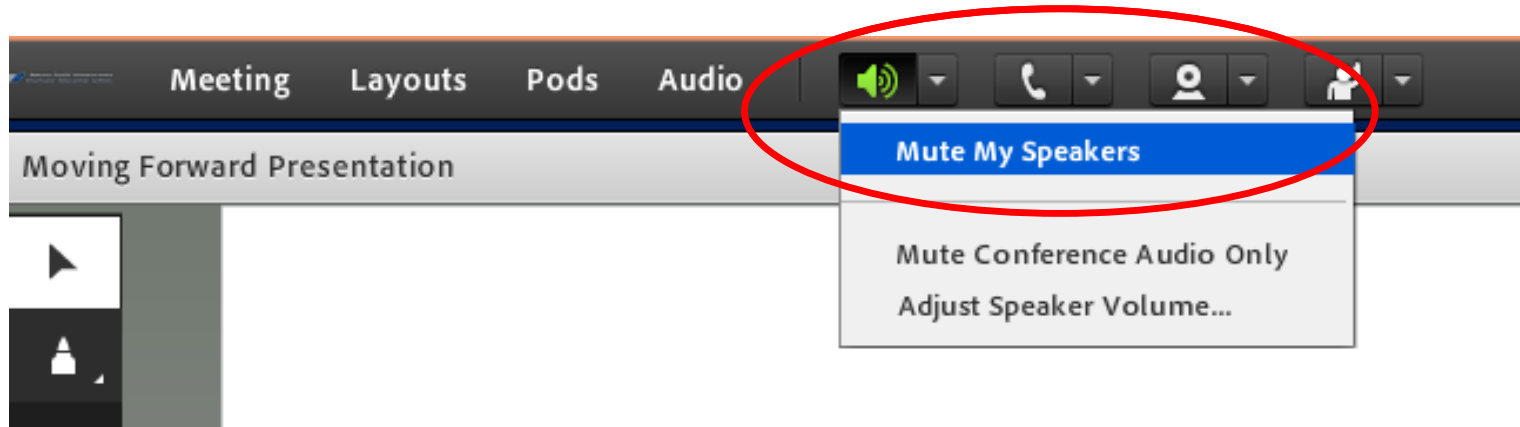 Meeting Layouts Pods Audio
Moving Forward Presentation
Mute My Speakers
Mute Conference Audio Only
Adjust Speaker Volume...